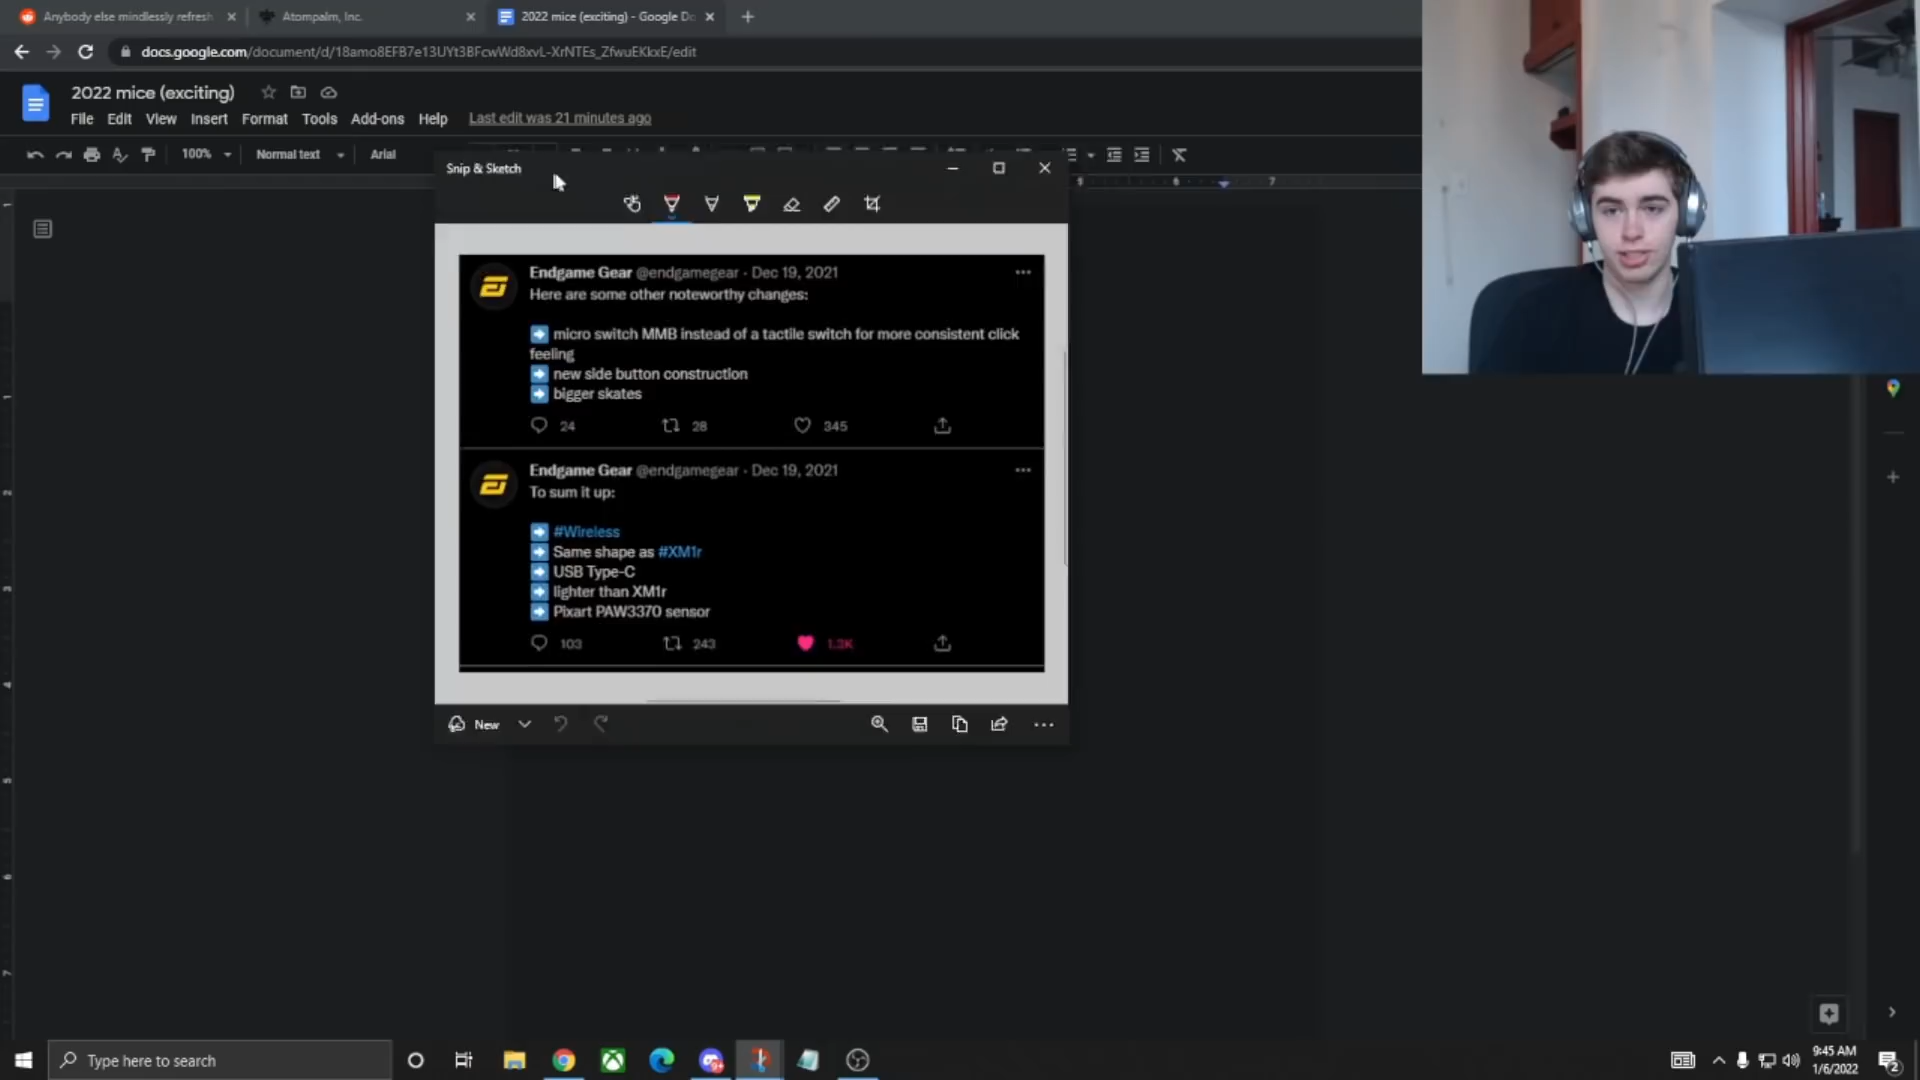 Anybody else mindlessly refresh
Atompalm, Inc.
2022 mice (exciting) - Google Do
docs.google.com/document/d/18amo8EFB7e13UYt3BFcwWd8xvL-XrNTEs_ZfwuEKkxE/edit
2022 mice (exciting)
File Edit View Insert Format Tools Add-ons Help Last edit was 21 minutes ago
100% Normal text Arial
Snip & Sketch
Endgame Gear @endgamegear · Dec 19, 2021
Here are some other noteworthy changes:
➡ micro switch MMB instead of a tactile switch for more consistent click
feeling
➡ new side button construction
➡ bigger skates
24 28 345
Endgame Gear @endgamegear · Dec 19, 2021
To sum it up:
➡ #Wireless
➡ Same shape as #XM1r
➡ USB Type-C
➡ lighter than XM1r
➡ Pixart PAW3370 sensor
103 243 1.3K
New
Type here to search
9:45 AM
1/6/2022
2